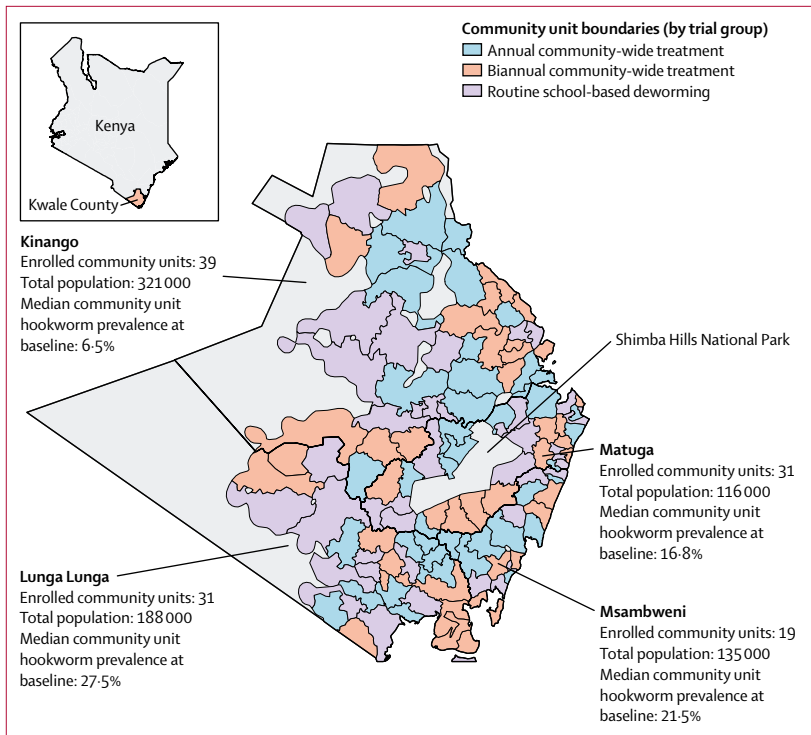 Community unit boundaries (by trial group)
Annual community-wide treatment
Biannual community-wide treatment
Routine school-based deworming
Kenya
Kwale County
Kinango
Enrolled community units: 39
Total population: 321 000
Median community unit
hookworm prevalence at
baseline: 6·5%
Shimba Hills National Park
Matuga
Enrolled community units: 31
Total population: 116 000
Median community unit
hookworm prevalence at
baseline: 16·8%
Lunga Lunga
Enrolled community units: 31
Total population: 188 000
Median community unit
hookworm prevalence at
baseline: 27·5%
Msambweni
Enrolled community units: 19
Total population: 135 000
Median community unit
hookworm prevalence at
baseline: 21·5%